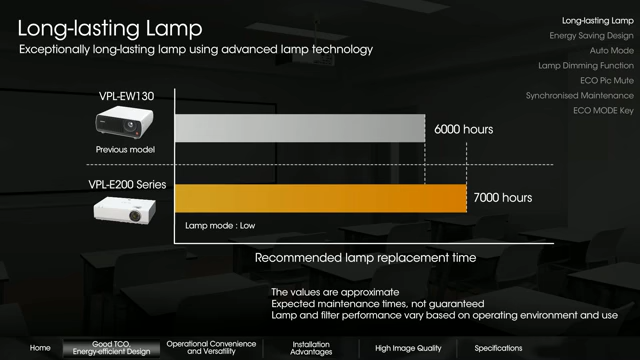 Long-lasting Lamp
Exceptionally long-lasting lamp using advanced lamp technology
Long-lasting Lamp
Energy Saving Design
Auto Mode
Lamp Dimming Function
ECO Pic Mute
Synchronised Maintenance
ECO MODE Key
VPL-EW130
Previous model
6000 hours
VPL-E200 Series
7000 hours
Lamp mode : Low
Recommended lamp replacement time
The values are approximate
Expected maintenance times, not guaranteed
Lamp and filter performance vary based on operating environment and use
Home
Good TCO,
Energy-efficient Design
Operational Convenience
and Versatility
Installation
Advantages
High Image Quality
Specifications